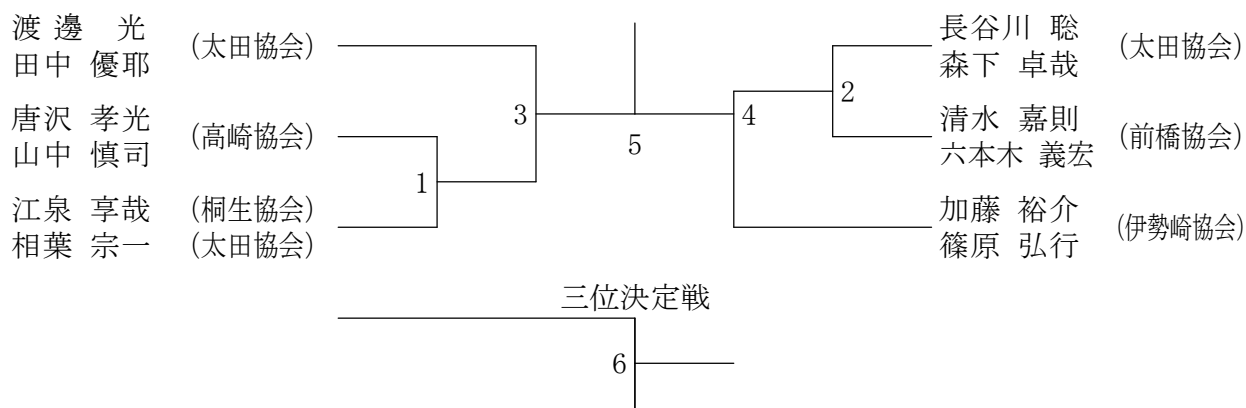 渡邊 光
田中 優耶
(太田協会)
唐沢 孝光
山中 慎司
(高崎協会)
江泉 享哉 (桐生協会)
相葉 宗一 (太田協会)
1
3
5
4
2
長谷川 聡
森下 卓哉
(太田協会)
清水 嘉則
六本木 義宏
(前橋協会)
加藤 裕介
篠原 弘行
(伊勢崎協会)
三位決定戦
6